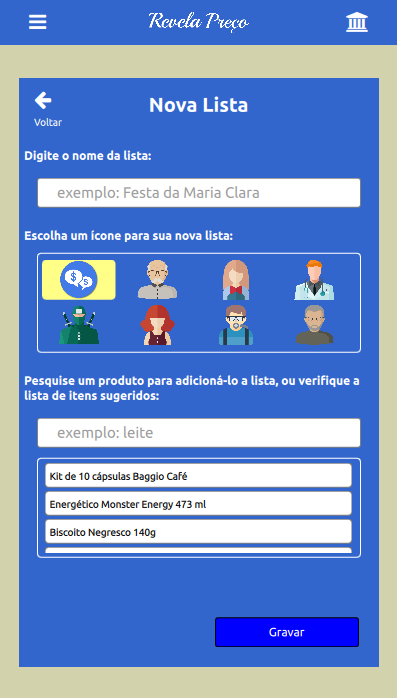 Revela Preço
Voltar
Nova Lista
Digite o nome da lista:
exemplo: Festa da Maria Clara
Escolha um ícone para sua nova lista:
$ $
Pesquise um produto para adicioná-lo a lista, ou verifique a
lista de itens sugeridos:
exemplo: leite
Kit de 10 cápsulas Baggio Café
Energético Monster Energy 473 ml
Biscoito Negresco 140g
Gravar